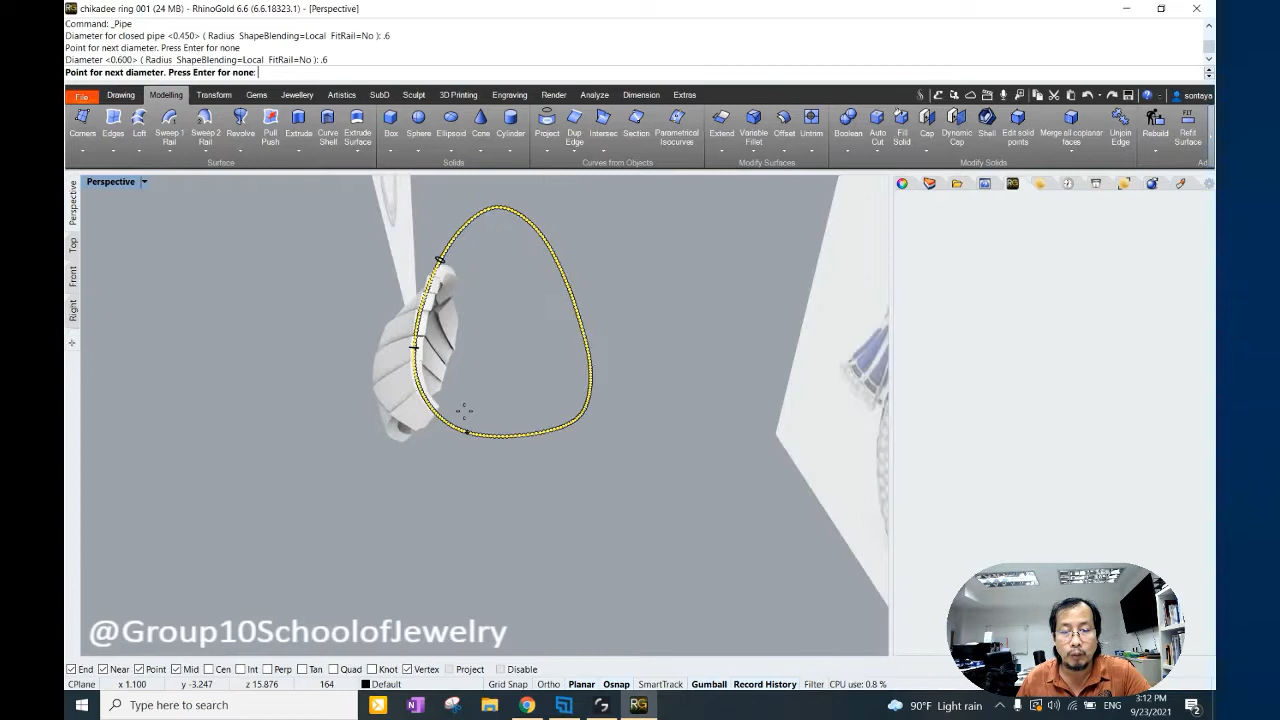 chikadee ring 001 (24 MB) - RhinoGold 6.6 (6.6.18323.1) - [Perspective]
Command: _Pipe
Diameter for closed pipe <0.450> ( Radius ShapeBlending=Local FitRail=No ): .6
Point for next diameter. Press Enter for none
Diameter <0.600> ( Radius ShapeBlending=Local FitRail=No ): .6
Point for next diameter. Press Enter for none:
File Drawing Modelling Transform Gems Jewellery Artistics SubD Sculpt 3D Printing Engraving Render Analyze Dimension Extras sontaya
Corners Edges Loft Sweep 1 Rail Sweep 2 Rail Revolve Pull Push Extrude Curve Shell Extrude Surface Box Sphere Ellipsoid Cone Cylinder Project Dup Edge Intersec Section Parametrical Isocurves Extend Variable Fillet Offset Untrim Boolean Auto Cut Fill Solid Cap Dynamic Cap Shell Edit solid points Merge all coplanar faces Unjoin Edge Rebuild Refit Surface
Surface Solids Curves from Objects Modify Surfaces Modify Solids Ad
Perspective
Perspective
Top
Front
Right
@Group10SchoolofJewelry
End Near Point Mid Cen Int Perp Tan Quad Knot Vertex Project Disable
CPlane x 1.100 y -3.247 z 15.876 164 Default Grid Snap Ortho Planar Osnap SmartTrack Gumball Record History Filter CPU use: 0.8 %
Type here to search 90°F Light rain ENG 3:12 PM
9/23/2021 2